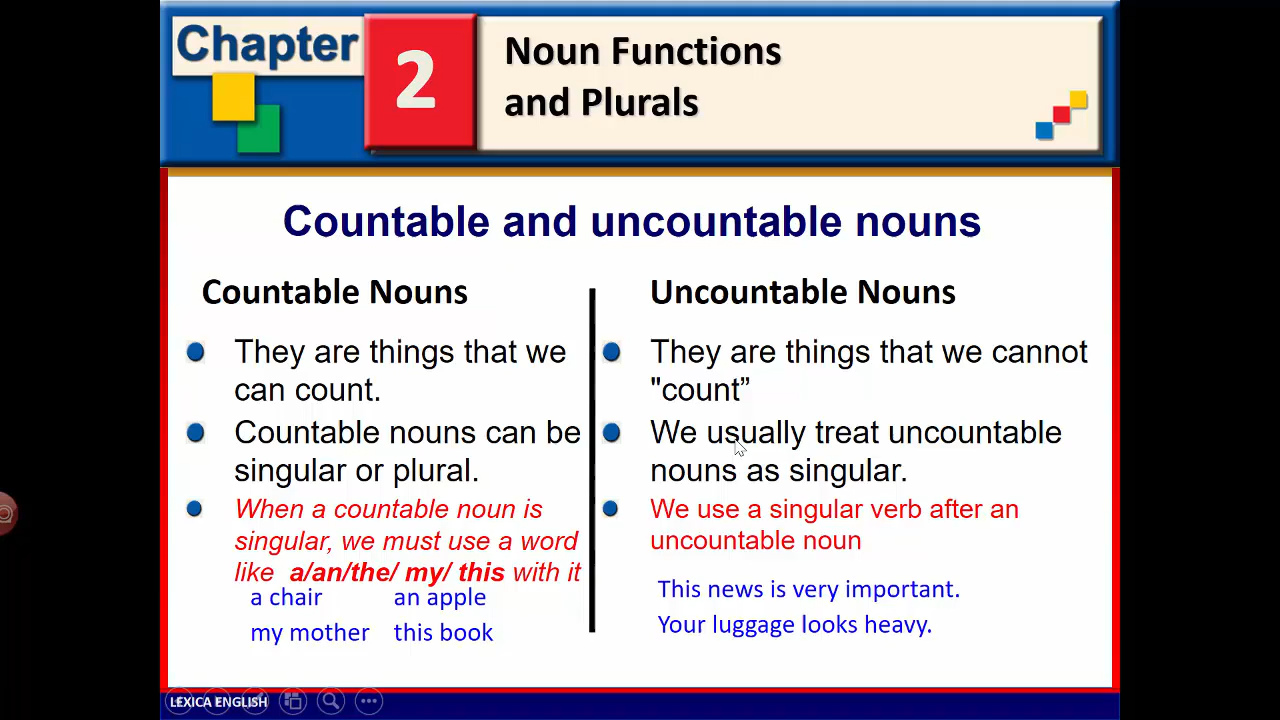 Chapter
2
Noun Functions
and Plurals
Countable and uncountable nouns
Countable Nouns
They are things that we
can count.
Countable nouns can be
singular or plural.
When a countable noun is
singular, we must use a word
like a/an/the/ my/ this with it
a chair an apple
my mother this book
Uncountable Nouns
They are things that we cannot
"count”
We usually treat uncountable
nouns as singular.
We use a singular verb after an
uncountable noun
This news is very important.
Your luggage looks heavy.
LEXICA ENGLISH